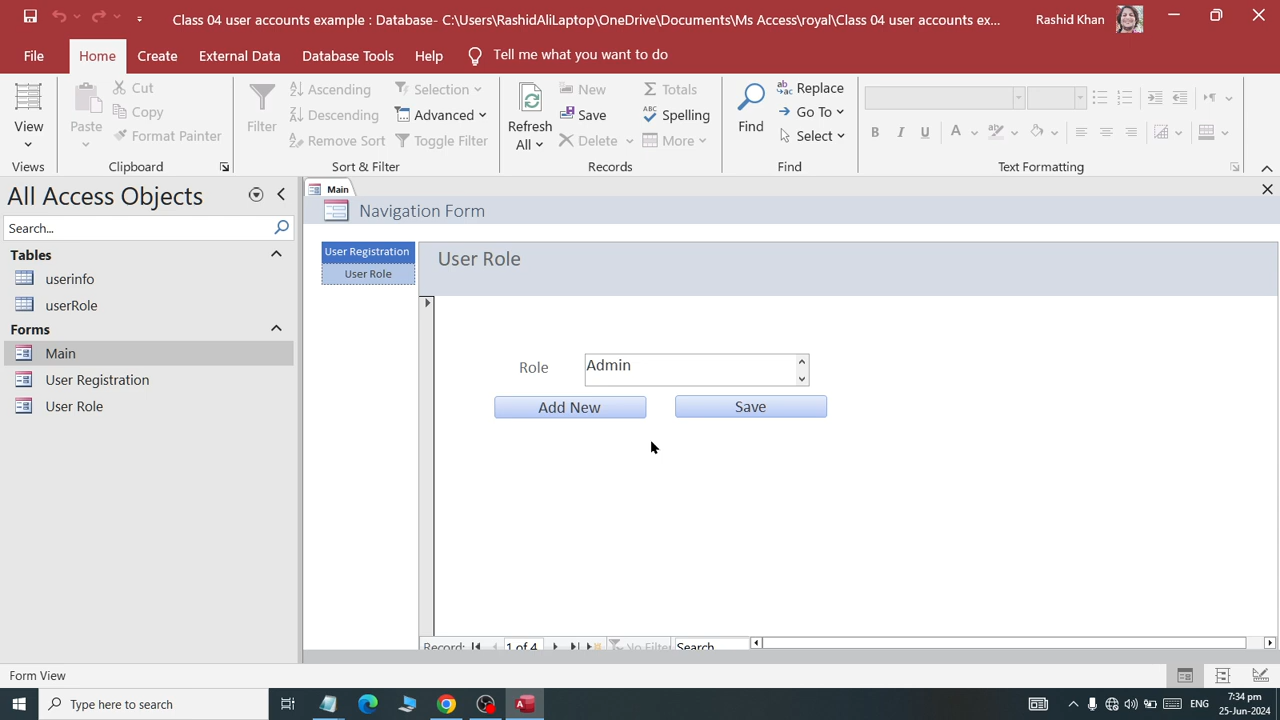 Class 04 user accounts example : Database- C:\Users\RashidAliLaptop\OneDrive\Documents\Ms Access\royal\Class 04 user accounts ex...
Rashid Khan
File
Home
Create
External Data
Database Tools
Help
Tell me what you want to do
View
Views
Paste
Cut
Copy
Format Painter
Clipboard
Filter
Ascending
Descending
Remove Sort
Selection
Advanced
Toggle Filter
Sort & Filter
Refresh All
New
Save
Delete
Totals
Spelling
More
Records
Find
Replace
Go To
Select
Find
B I U
A
Text Formatting
All Access Objects
Search...
Tables
userinfo
userRole
Forms
Main
User Registration
User Role
Main
Navigation Form
User Registration
User Role
User Role
Role
Admin
Add New
Save
Record:
1 of 4
No Filter
Search
Form View
Type here to search
ENG
7:34 pm
25-Jun-2024